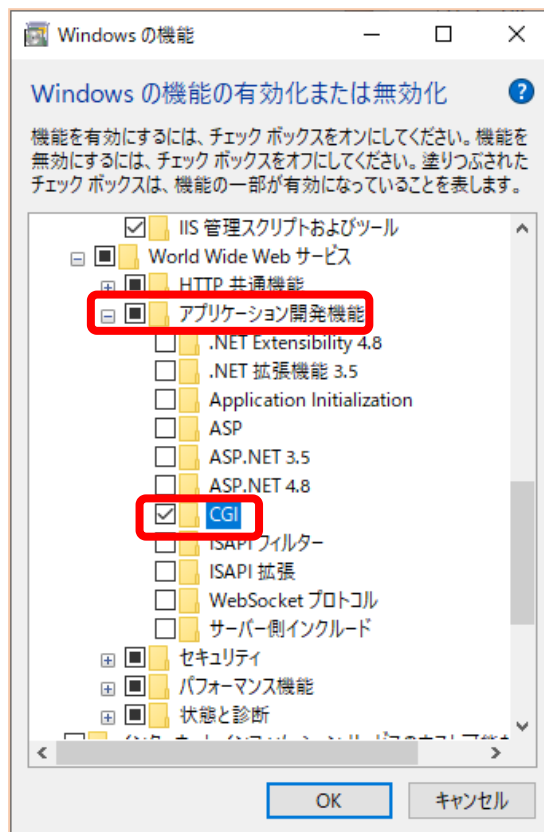 Windows の機能
Windows の機能の有効化または無効化
機能を有効にするには、チェック ボックスをオンにしてください。機能を
無効にするには、チェック ボックスをオフにしてください。塗りつぶされた
チェック ボックスは、機能の一部が有効になっていることを表します。
IIS 管理スクリプトおよびツール
World Wide Web サービス
HTTP 共通機能
アプリケーション開発機能
.NET Extensibility 4.8
.NET 拡張機能 3.5
Application Initialization
ASP
ASP.NET 3.5
ASP.NET 4.8
CGI
ISAPI フィルター
ISAPI 拡張
WebSocket プロトコル
サーバー側インクルード
セキュリティ
パフォーマンス機能
状態と診断
OK
キャンセル